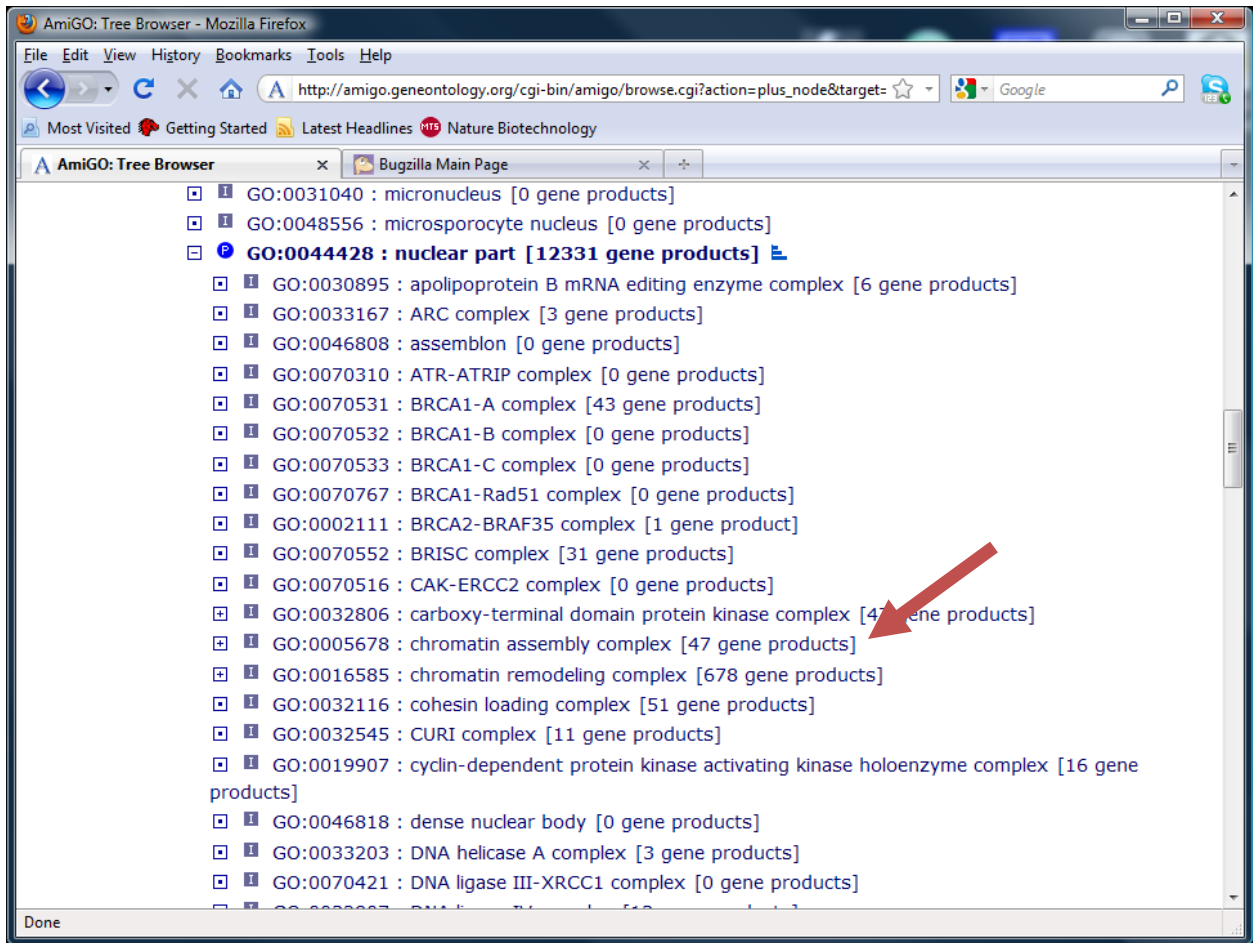 AmiGO: Tree Browser - Mozilla Firefox
File Edit View History Bookmarks Tools Help
http://amigo.geneontology.org/cgi-bin/amigo/browse.cgi?action=plus_node&target=
Google
Most Visited Getting Started Latest Headlines MTS Nature Biotechnology
AmiGO: Tree Browser Bugzilla Main Page
I GO:0031040 : micronucleus [0 gene products]
I GO:0048556 : microsporocyte nucleus [0 gene products]
P GO:0044428 : nuclear part [12331 gene products]
I GO:0030895 : apolipoprotein B mRNA editing enzyme complex [6 gene products]
I GO:0033167 : ARC complex [3 gene products]
I GO:0046808 : assemblon [0 gene products]
I GO:0070310 : ATR-ATRIP complex [0 gene products]
I GO:0070531 : BRCA1-A complex [43 gene products]
I GO:0070532 : BRCA1-B complex [0 gene products]
I GO:0070533 : BRCA1-C complex [0 gene products]
I GO:0070767 : BRCA1-Rad51 complex [0 gene products]
I GO:0002111 : BRCA2-BRAF35 complex [1 gene product]
I GO:0070552 : BRISC complex [31 gene products]
I GO:0070516 : CAK-ERCC2 complex [0 gene products]
I GO:0032806 : carboxy-terminal domain protein kinase complex gene products]
I GO:0005678 : chromatin assembly complex [47 gene products]
I GO:0016585 : chromatin remodeling complex [678 gene products]
I GO:0032116 : cohesin loading complex [51 gene products]
I GO:0032545 : CURI complex [11 gene products]
I GO:0019907 : cyclin-dependent protein kinase activating kinase holoenzyme complex [16 gene
products]
I GO:0046818 : dense nuclear body [0 gene products]
I GO:0033203 : DNA helicase A complex [3 gene products]
I GO:0070421 : DNA ligase III-XRCC1 complex [0 gene products]
Done